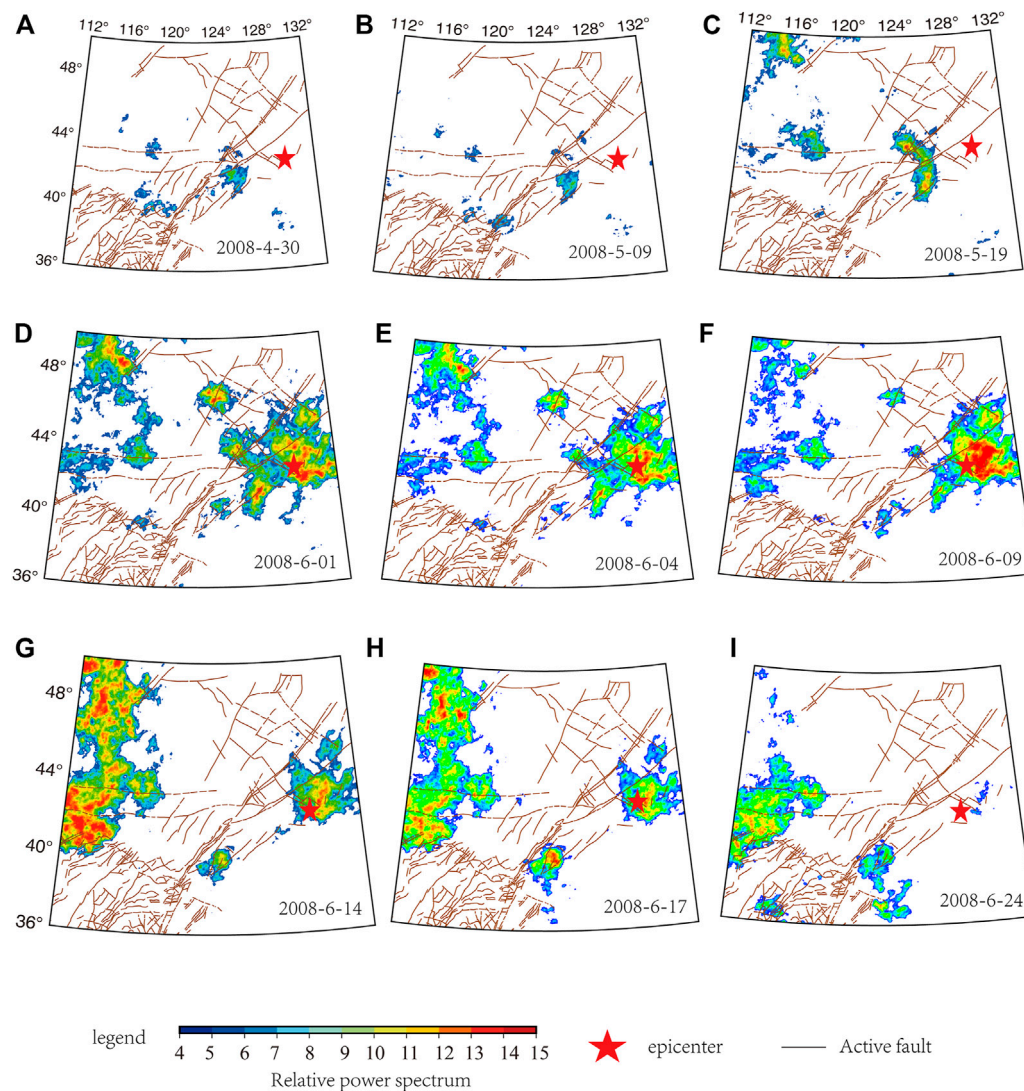 A B C
112° 116° 120° 124° 128° 132°
112° 116° 120° 124° 128° 132°
112° 116° 120° 124° 128° 132°
48°
44°
40°
36°
2008-4-30
2008-5-09
2008-5-19
D E F
48°
44°
40°
36°
2008-6-01
2008-6-04
2008-6-09
G H I
48°
44°
40°
36°
2008-6-14
2008-6-17
2008-6-24
legend
4 5 6 7 8 9 10 11 12 13 14 15
Relative power spectrum
epicenter
Active fault